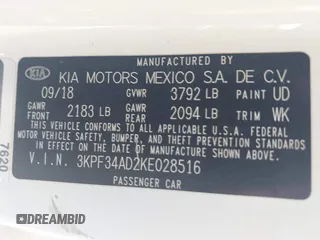 KIA KIA MOTORS MEXICO S.A. DE C.V.
09/18 GVWR 3792 LB PAINT UD
GAWR FRONT 2183 LB GAWR REAR 2094 LB TRIM WK
THIS VEHICLE CONFORMS TO ALL APPLICABLE U.S.A. FEDERAL
MOTOR VEHICLE SAFETY, BUMPER, AND THEFT PREVENTION
STANDARDS IN EFFECT ON THE DATE OF
MANUFACTURE SHOWN ABOVE.
V.I.N. 3KPF34AD2KE028516
PASSENGER CAR
7620
DREAMBID